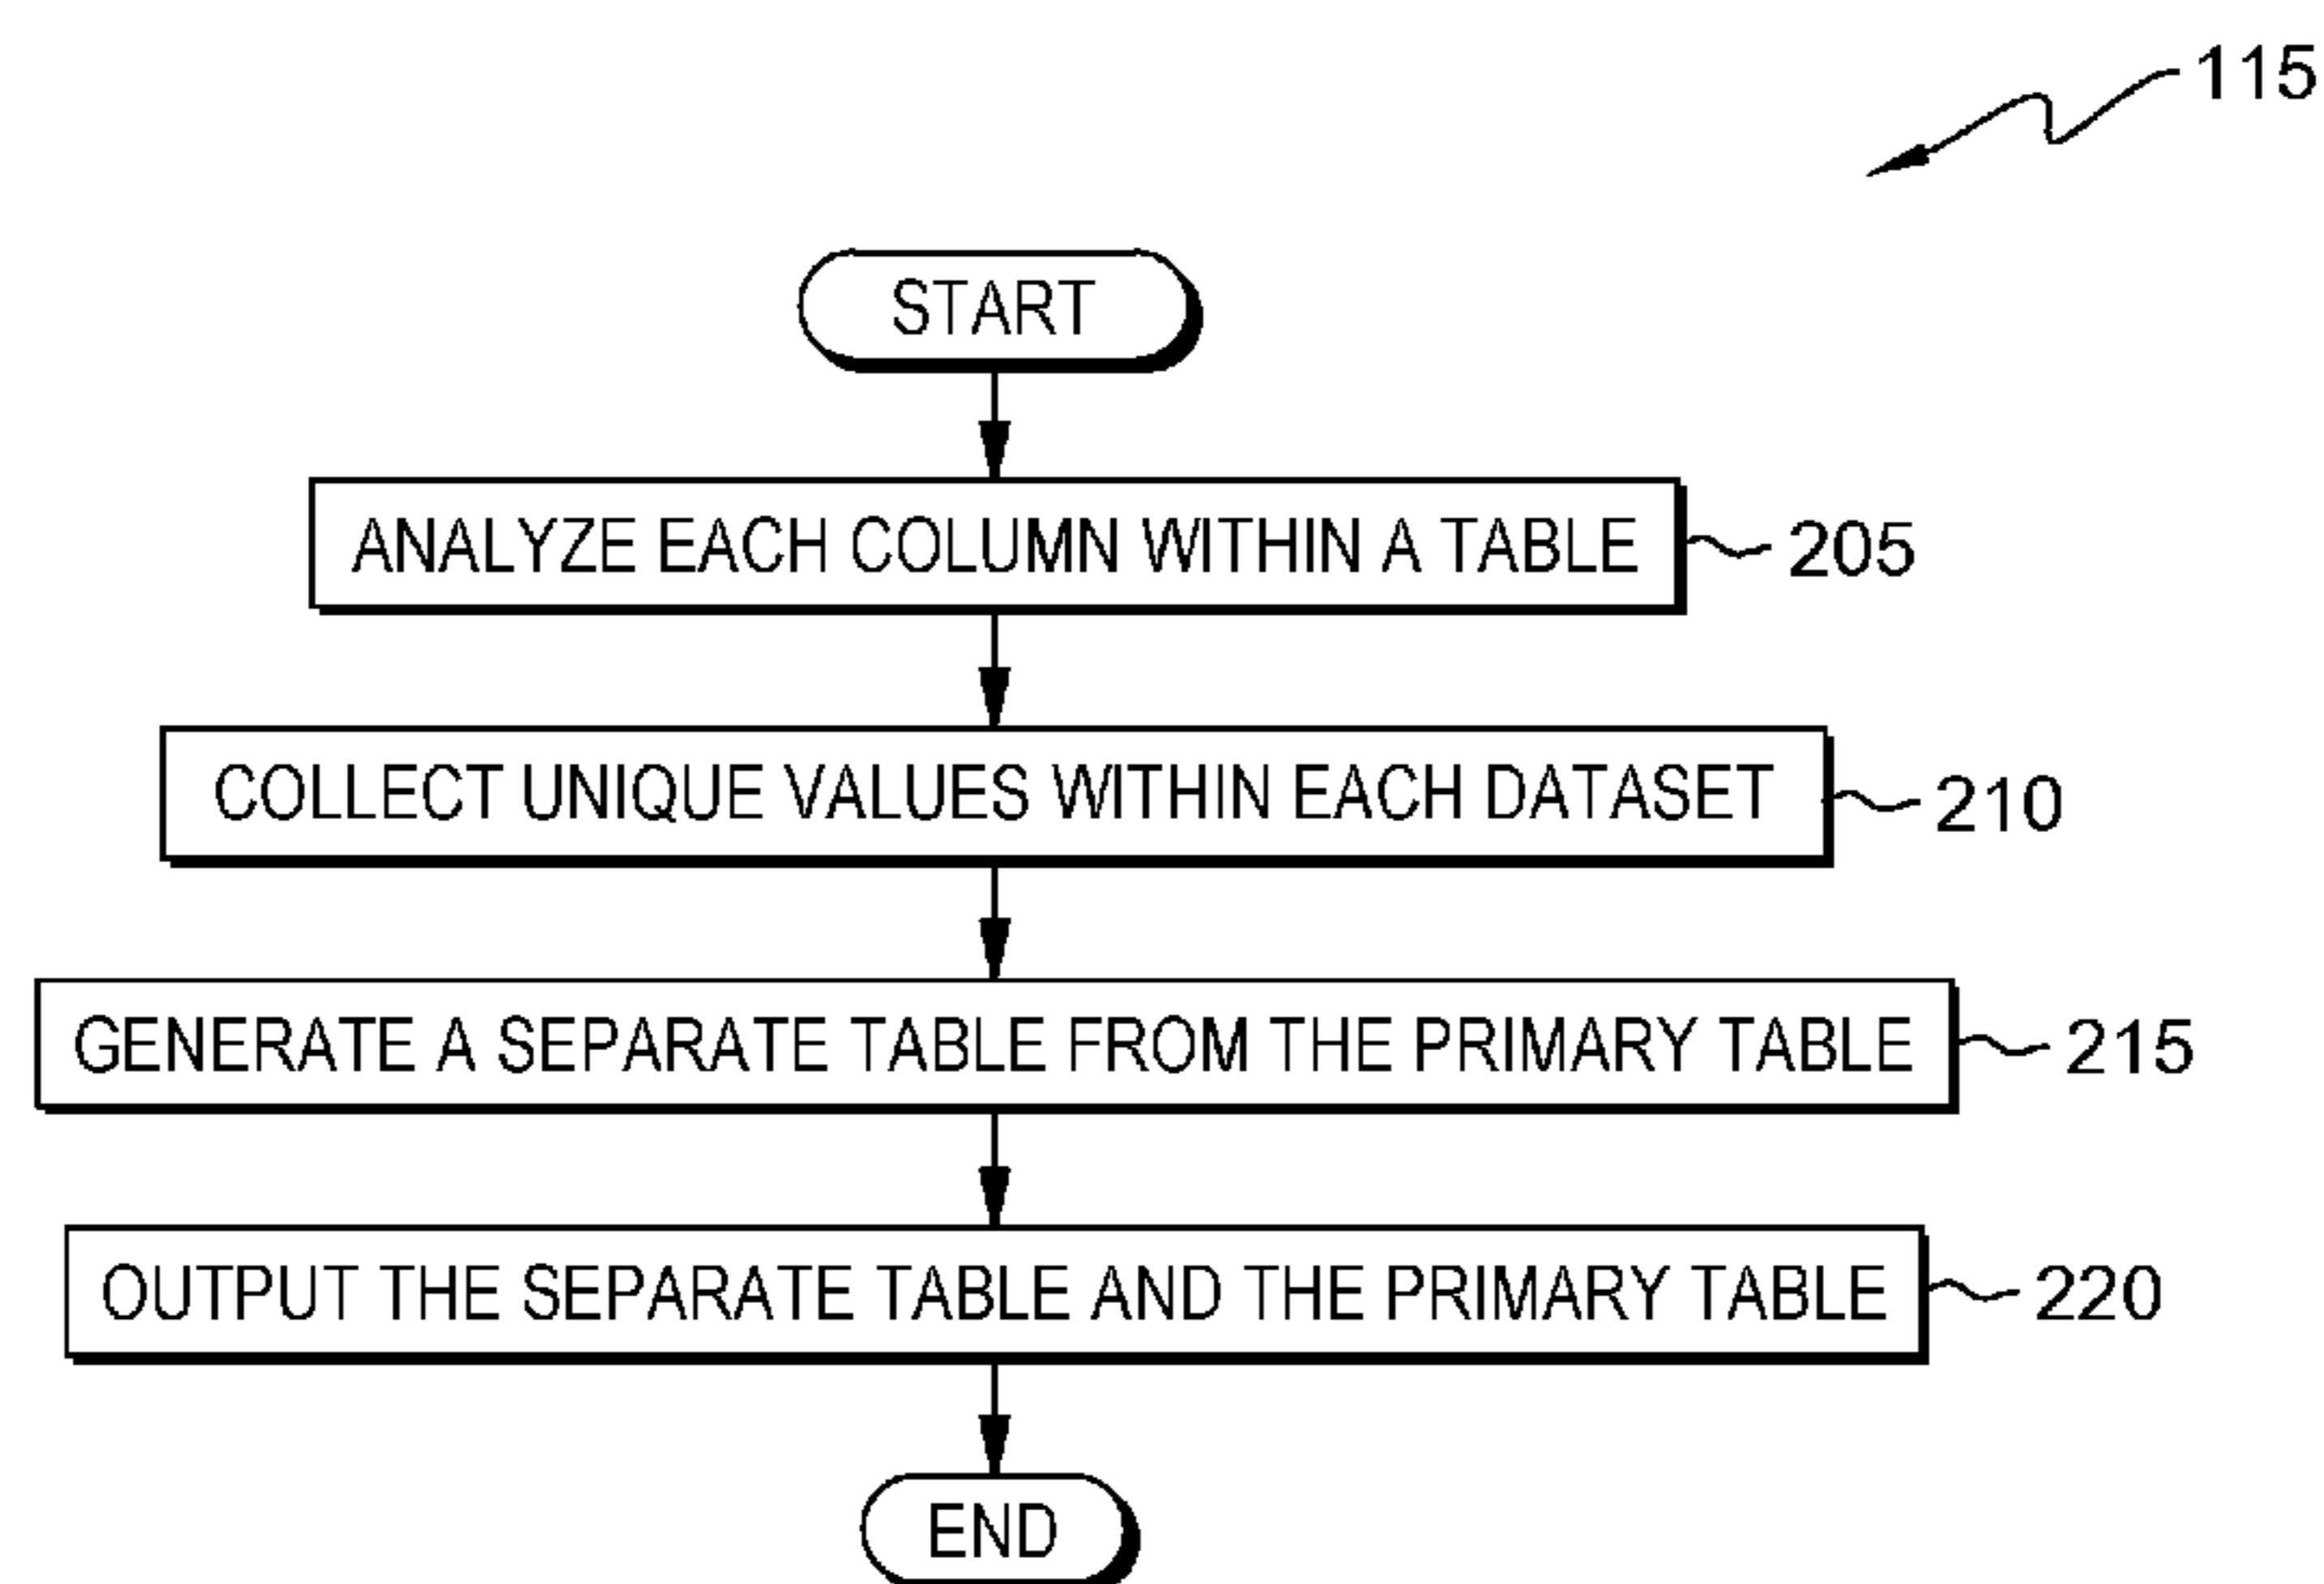 115
START
ANALYZE EACH COLUMN WITHIN A TABLE 205
COLLECT UNIQUE VALUES WITHIN EACH DATASET 210
GENERATE A SEPARATE TABLE FROM THE PRIMARY TABLE 215
OUTPUT THE SEPARATE TABLE AND THE PRIMARY TABLE 220
END